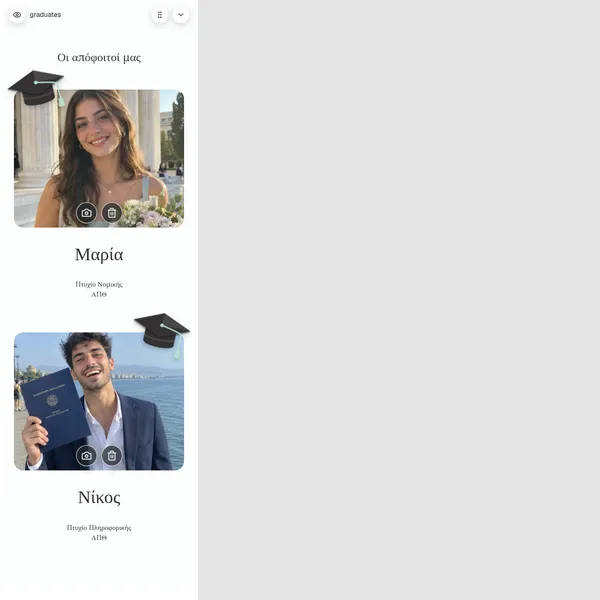 graduates
Οι απόφοιτοί μας
Μαρία
Πτυχίο Νομικής
ΑΠΘ
Νίκος
Πτυχίο Πληροφορικής
ΑΠΘ